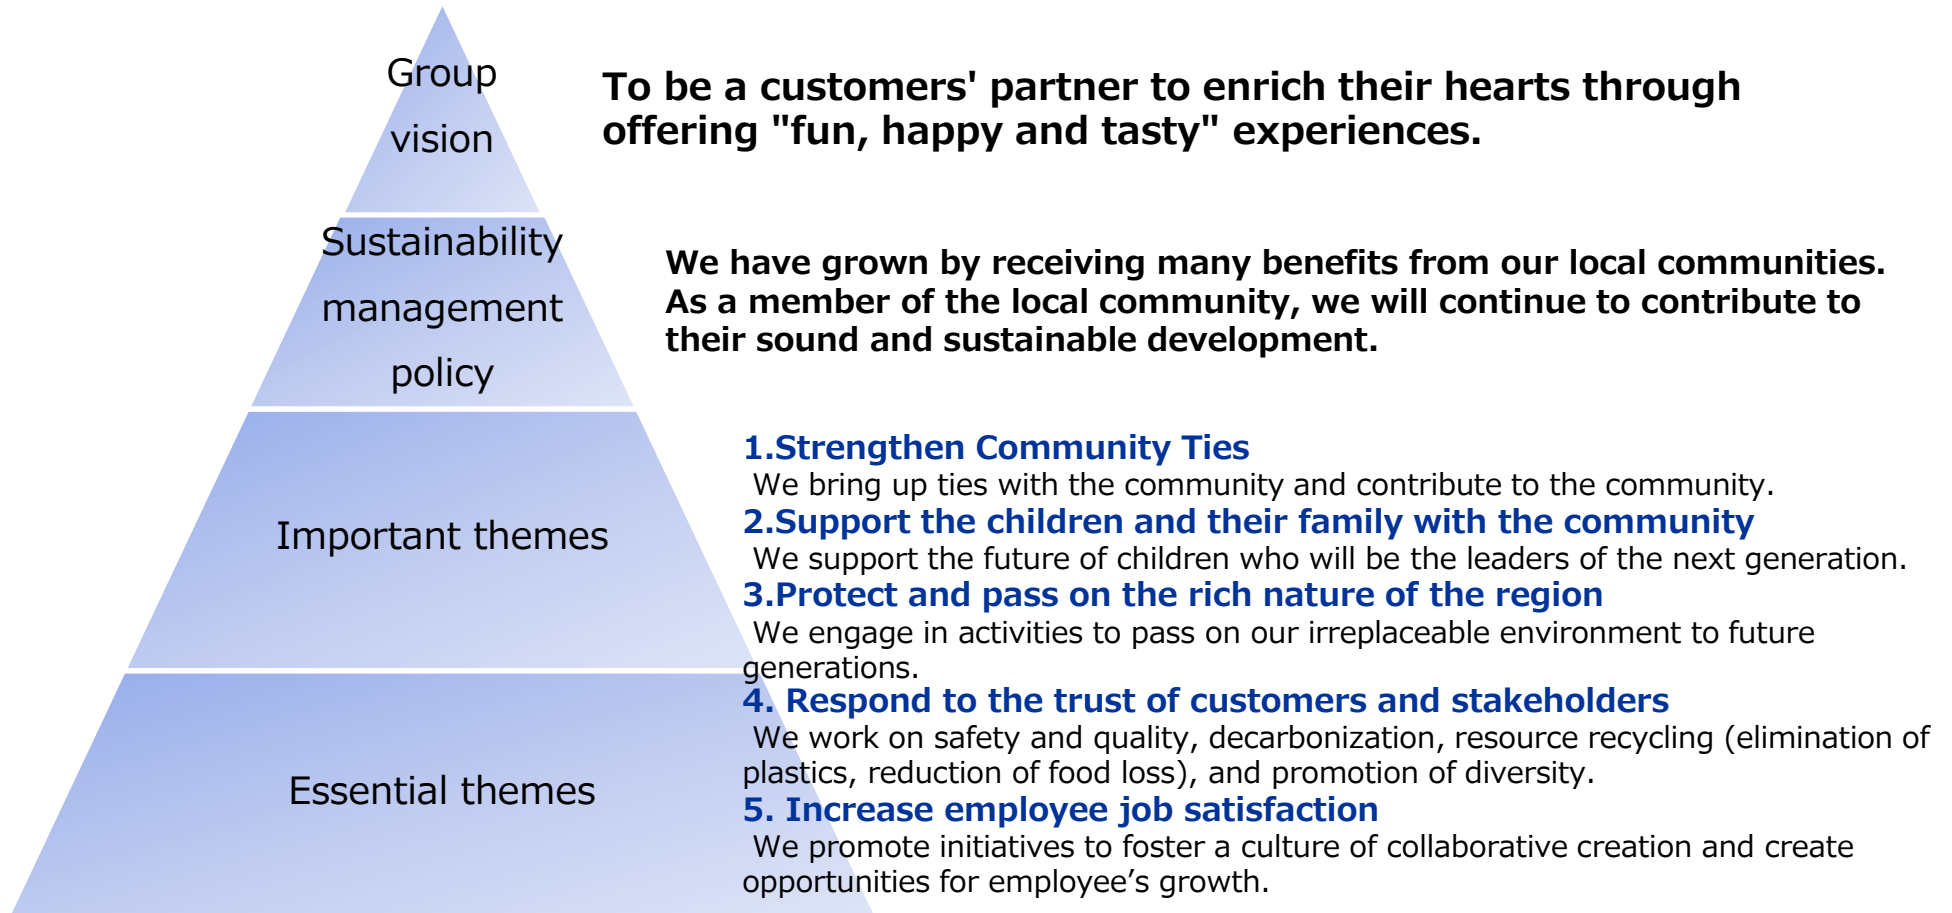 Group
vision
To be a customers' partner to enrich their hearts through
offering "fun, happy and tasty" experiences.
Sustainability
management
policy
We have grown by receiving many benefits from our local communities.
As a member of the local community, we will continue to contribute to
their sound and sustainable development.
Important themes
1.Strengthen Community Ties
We bring up ties with the community and contribute to the community.
2.Support the children and their family with the community
We support the future of children who will be the leaders of the next generation.
3.Protect and pass on the rich nature of the region
We engage in activities to pass on our irreplaceable environment to future
generations.
Essential themes
4. Respond to the trust of customers and stakeholders
We work on safety and quality, decarbonization, resource recycling (elimination of
plastics, reduction of food loss), and promotion of diversity.
5. Increase employee job satisfaction
We promote initiatives to foster a culture of collaborative creation and create
opportunities for employee’s growth.